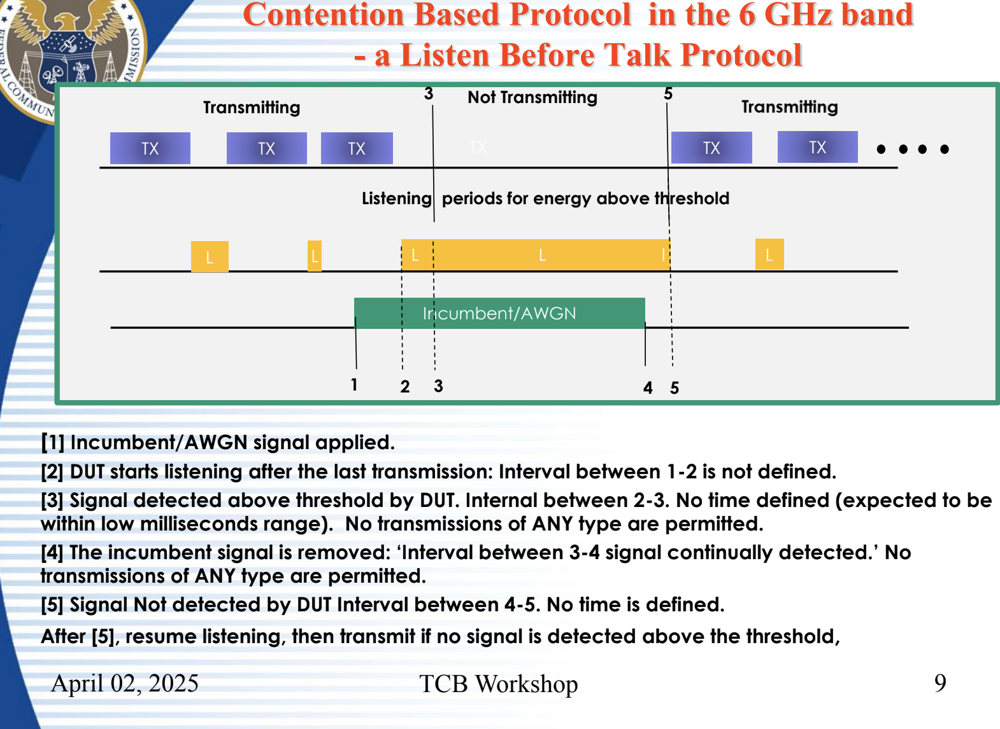 Contention Based Protocol in the 6 GHz band
- a Listen Before Talk Protocol
FEDERAL COMMUN MISSION
3 Not Transmitting 5
Transmitting Transmitting
TX TX TX TX TX TX
Listening periods for energy above threshold
L L L L l L
Incumbent/AWGN
1 2 3 4 5
[1] Incumbent/AWGN signal applied.
[2] DUT starts listening after the last transmission: Interval between 1-2 is not defined.
[3] Signal detected above threshold by DUT. Internal between 2-3. No time defined (expected to be
within low milliseconds range). No transmissions of ANY type are permitted.
[4] The incumbent signal is removed: ‘Interval between 3-4 signal continually detected.’ No
transmissions of ANY type are permitted.
[5] Signal Not detected by DUT Interval between 4-5. No time is defined.
After [5], resume listening, then transmit if no signal is detected above the threshold,
April 02, 2025 TCB Workshop 9